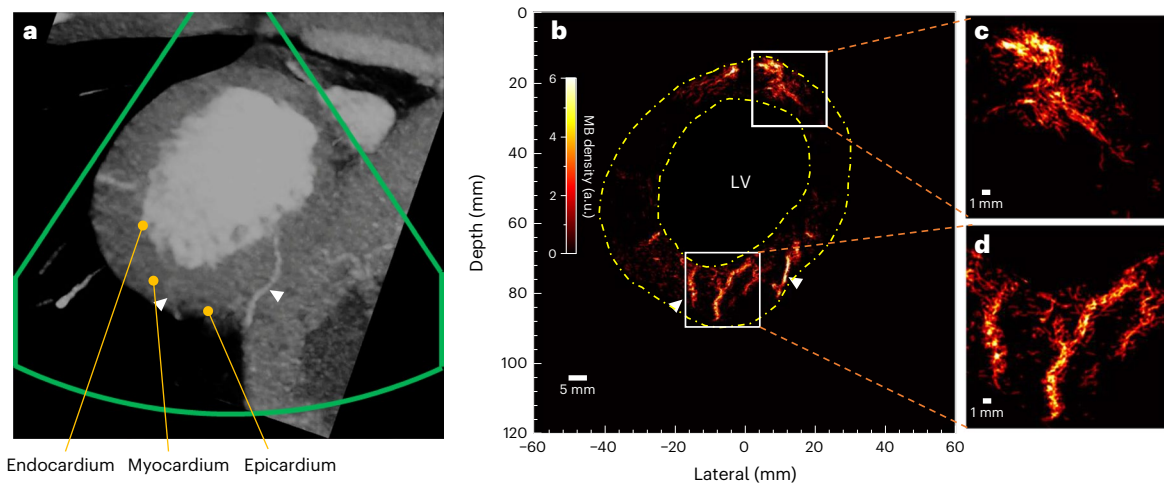 a
Endocardium Myocardium Epicardium
b
0
20
40
60
80
100
120
Depth (mm)
6
4
2
0
MB density (a.u.)
LV
5 mm
−60 −40 −20 0 20 40 60
Lateral (mm)
c
1 mm
d
1 mm